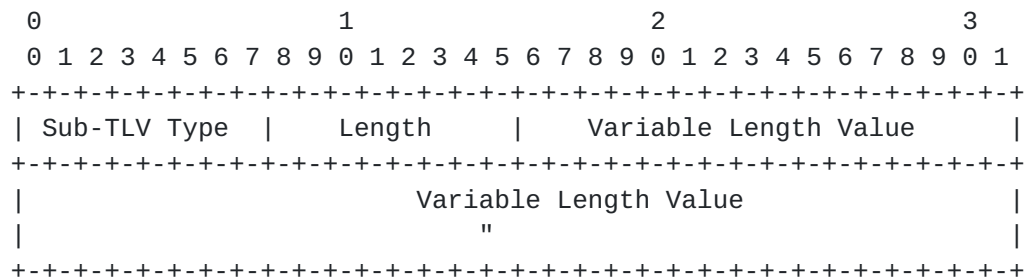 0                   1                   2                   3
 0 1 2 3 4 5 6 7 8 9 0 1 2 3 4 5 6 7 8 9 0 1 2 3 4 5 6 7 8 9 0 1
+-+-+-+-+-+-+-+-+-+-+-+-+-+-+-+-+-+-+-+-+-+-+-+-+-+-+-+-+-+-+-+-+
| Sub-TLV Type  |    Length     |    Variable Length Value      |
+-+-+-+-+-+-+-+-+-+-+-+-+-+-+-+-+-+-+-+-+-+-+-+-+-+-+-+-+-+-+-+-+
|                         Variable Length Value                 |
|                             "                                 |
+-+-+-+-+-+-+-+-+-+-+-+-+-+-+-+-+-+-+-+-+-+-+-+-+-+-+-+-+-+-+-+-+